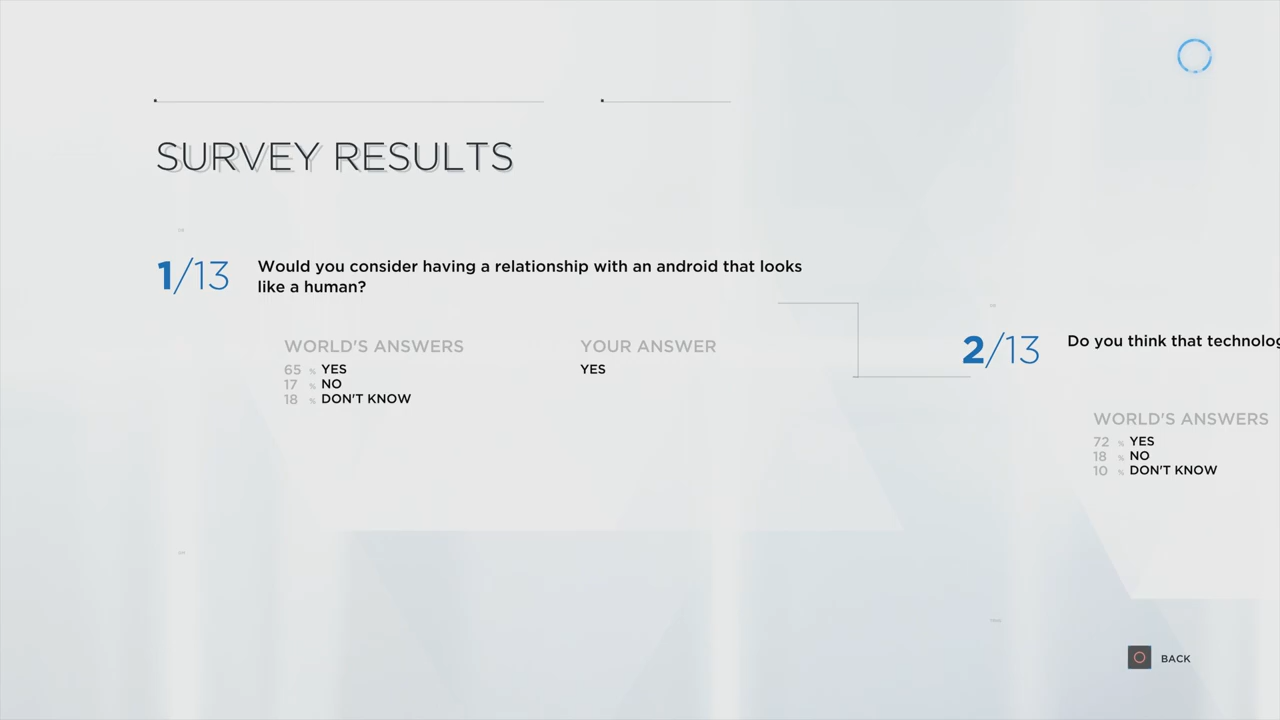 SURVEY RESULTS
1/13
Would you consider having a relationship with an android that looks
like a human?
WORLD'S ANSWERS
65 % YES
17 % NO
18 % DON'T KNOW
YOUR ANSWER
YES
2/13
Do you think that
WORLD'S ANSWERS
72 % YES
18 % NO
10 % DON'T KNOW
BACK